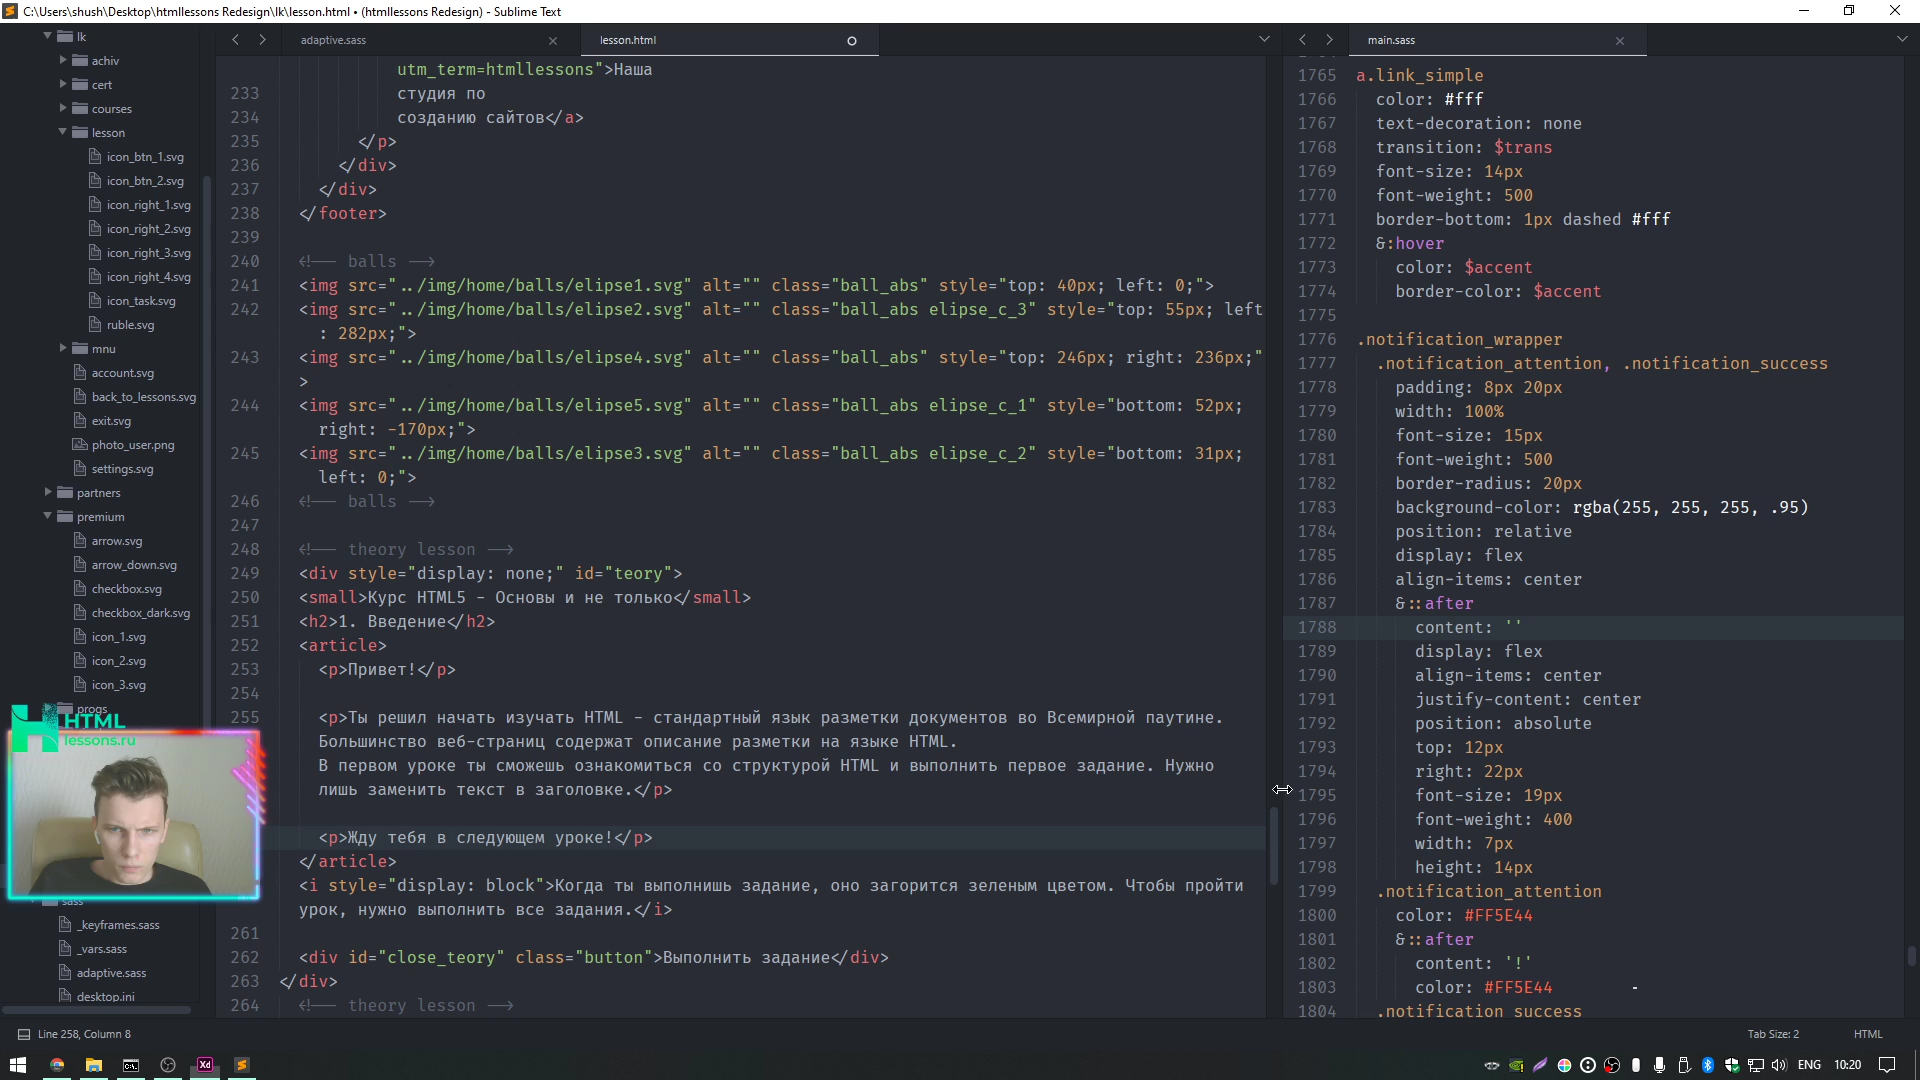 C:\Users\shush\Desktop\htmllessons Redesign\lk\lesson.html • (htmllessons Redesign) - Sublime Text
lk
achiv
cert
courses
lesson
icon_btn_1.svg
icon_btn_2.svg
icon_right_1.svg
icon_right_2.svg
icon_right_3.svg
icon_right_4.svg
icon_task.svg
ruble.svg
mnu
account.svg
back_to_lessons.svg
exit.svg
photo_user.png
settings.svg
partners
premium
arrow.svg
arrow_down.svg
checkbox.svg
checkbox_dark.svg
icon_1.svg
icon_2.svg
icon_3.svg
progs
HTML
lessons.ru
sass
_keyframes.sass
_vars.sass
adaptive.sass
desktop.ini
adaptive.sass
lesson.html
utm_term=htmllessons">Наша
233 студия по
234 созданию сайтов</a>
235 </p>
236 </div>
237 </div>
238 </footer>
239
240 <!-- balls -->
241 <img src="../img/home/balls/elipse1.svg" alt="" class="ball_abs" style="top: 40px; left: 0;">
242 <img src="../img/home/balls/elipse2.svg" alt="" class="ball_abs elipse_c_3" style="top: 55px; left
: 282px;">
243 <img src="../img/home/balls/elipse4.svg" alt="" class="ball_abs" style="top: 246px; right: 236px;"
>
244 <img src="../img/home/balls/elipse5.svg" alt="" class="ball_abs elipse_c_1" style="bottom: 52px;
right: -170px;">
245 <img src="../img/home/balls/elipse3.svg" alt="" class="ball_abs elipse_c_2" style="bottom: 31px;
left: 0;">
246 <!-- balls -->
247
248 <!-- theory lesson -->
249 <div style="display: none;" id="teory">
250 <small>Курс HTML5 - Основы и не только</small>
251 <h2>1. Введение</h2>
252 <article>
253 <p>Привет!</p>
254
255 <p>Ты решил начать изучать HTML - стандартный язык разметки документов во Всемирной паутине.
Большинство веб-страниц содержат описание разметки на языке HTML.
В первом уроке ты сможешь ознакомиться со структурой HTML и выполнить первое задание. Нужно
лишь заменить текст в заголовке.</p>
<p>Жду тебя в следующем уроке!</p>
</article>
<i style="display: block">Когда ты выполнишь задание, оно загорится зеленым цветом. Чтобы пройти
урок, нужно выполнить все задания.</i>
261
262 <div id="close_teory" class="button">Выполнить задание</div>
263 </div>
264 <!-- theory lesson -->
main.sass
1765 a.link_simple
1766 color: #fff
1767 text-decoration: none
1768 transition: $trans
1769 font-size: 14px
1770 font-weight: 500
1771 border-bottom: 1px dashed #fff
1772 &:hover
1773 color: $accent
1774 border-color: $accent
1775
1776 .notification_wrapper
1777 .notification_attention, .notification_success
1778 padding: 8px 20px
1779 width: 100%
1780 font-size: 15px
1781 font-weight: 500
1782 border-radius: 20px
1783 background-color: rgba(255, 255, 255, .95)
1784 position: relative
1785 display: flex
1786 align-items: center
1787 &::after
1788 content: ''
1789 display: flex
1790 align-items: center
1791 justify-content: center
1792 position: absolute
1793 top: 12px
1794 right: 22px
1795 font-size: 19px
1796 font-weight: 400
1797 width: 7px
1798 height: 14px
1799 .notification_attention
1800 color: #FF5E44
1801 &::after
1802 content: '!'
1803 color: #FF5E44
1804 .notification_success
Line 258, Column 8
Tab Size: 2
HTML
ENG
10:20